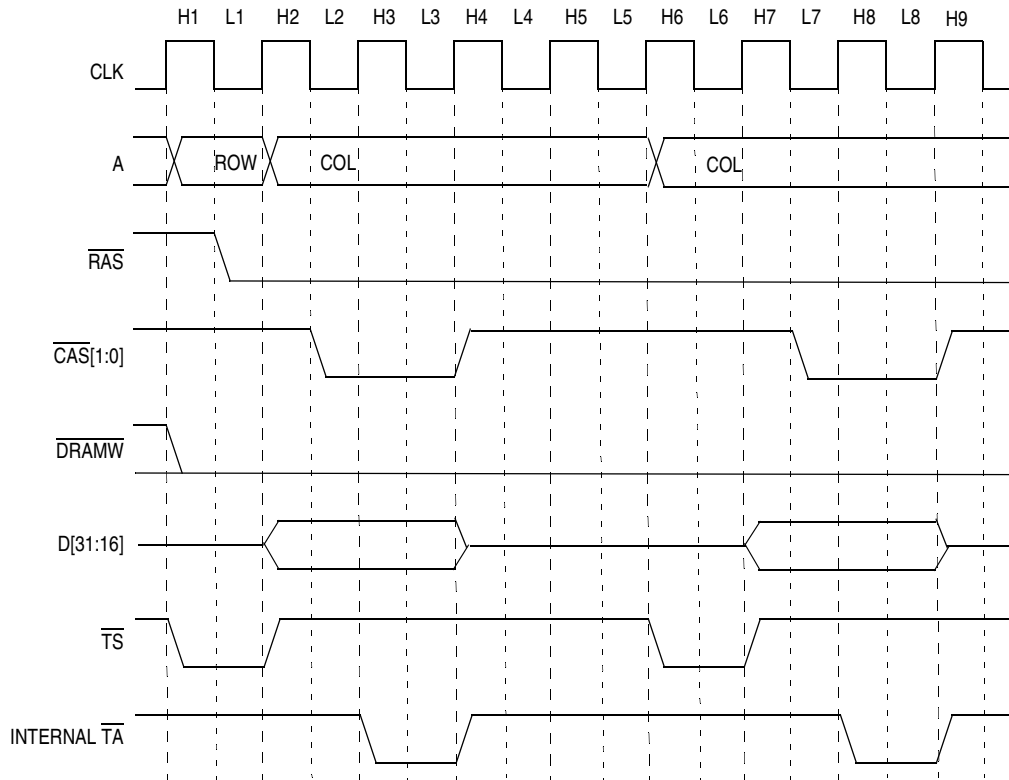 H1 L1 H2 L2 H3 L3 H4 L4 H5 L5 H6 L6 H7 L7 H8 L8 H9
CLK
A ROW COL COL
RAS
CAS[1:0]
DRAMW
D[31:16]
TS
INTERNAL TA